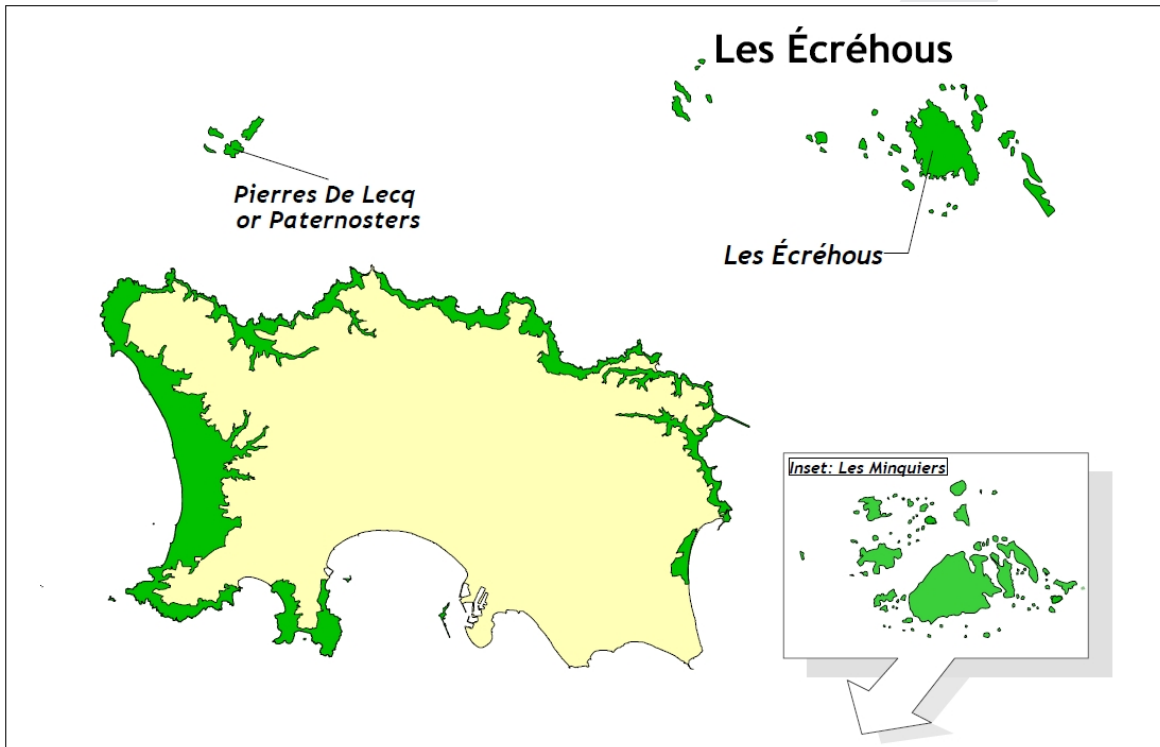 Les Écréhous
Pierres De Lecq
or Paternosters
Les Écréhous
Inset: Les Minquiers